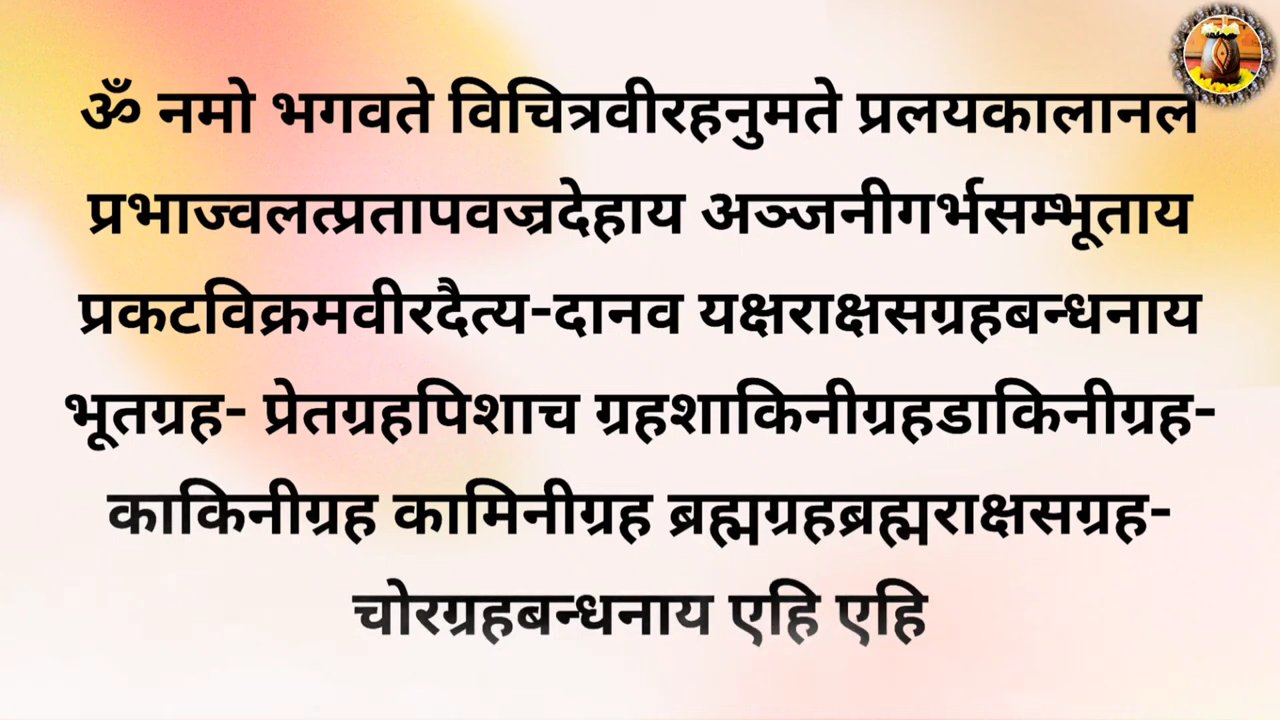 ॐ नमो भगवते विचित्रवीरहनुमते प्रलयकालानल
प्रभाज्वलत्प्रतापवज्रदेहाय अञ्जनीगर्भसम्भूताय
प्रकटविक्रमवीरदैत्य-दानव यक्षराक्षसग्रहबन्धनाय
भूतग्रह- प्रेतग्रहपिशाच ग्रहशाकिनीग्रहडाकिनीग्रह-
काकिनीग्रह कामिनीग्रह ब्रह्मग्रहब्रह्मराक्षसग्रह-
चोरग्रहबन्धनाय एहि एहि